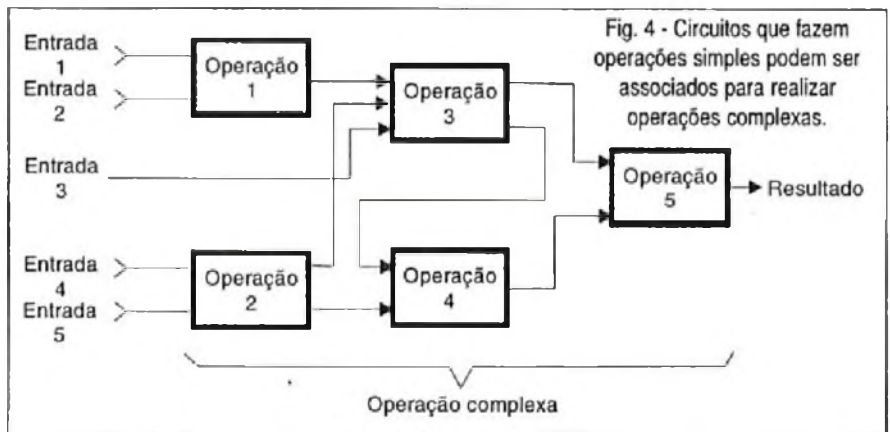 Fig. 4 - Circuitos que fazem
operações simples podem ser
associados para realizar
operações complexas.
Entrada
1
Entrada
2
Entrada
3
Entrada
4
Entrada
5
Operação
1
Operação
2
Operação
3
Operação
4
Operação
5
Resultado
Operação complexa